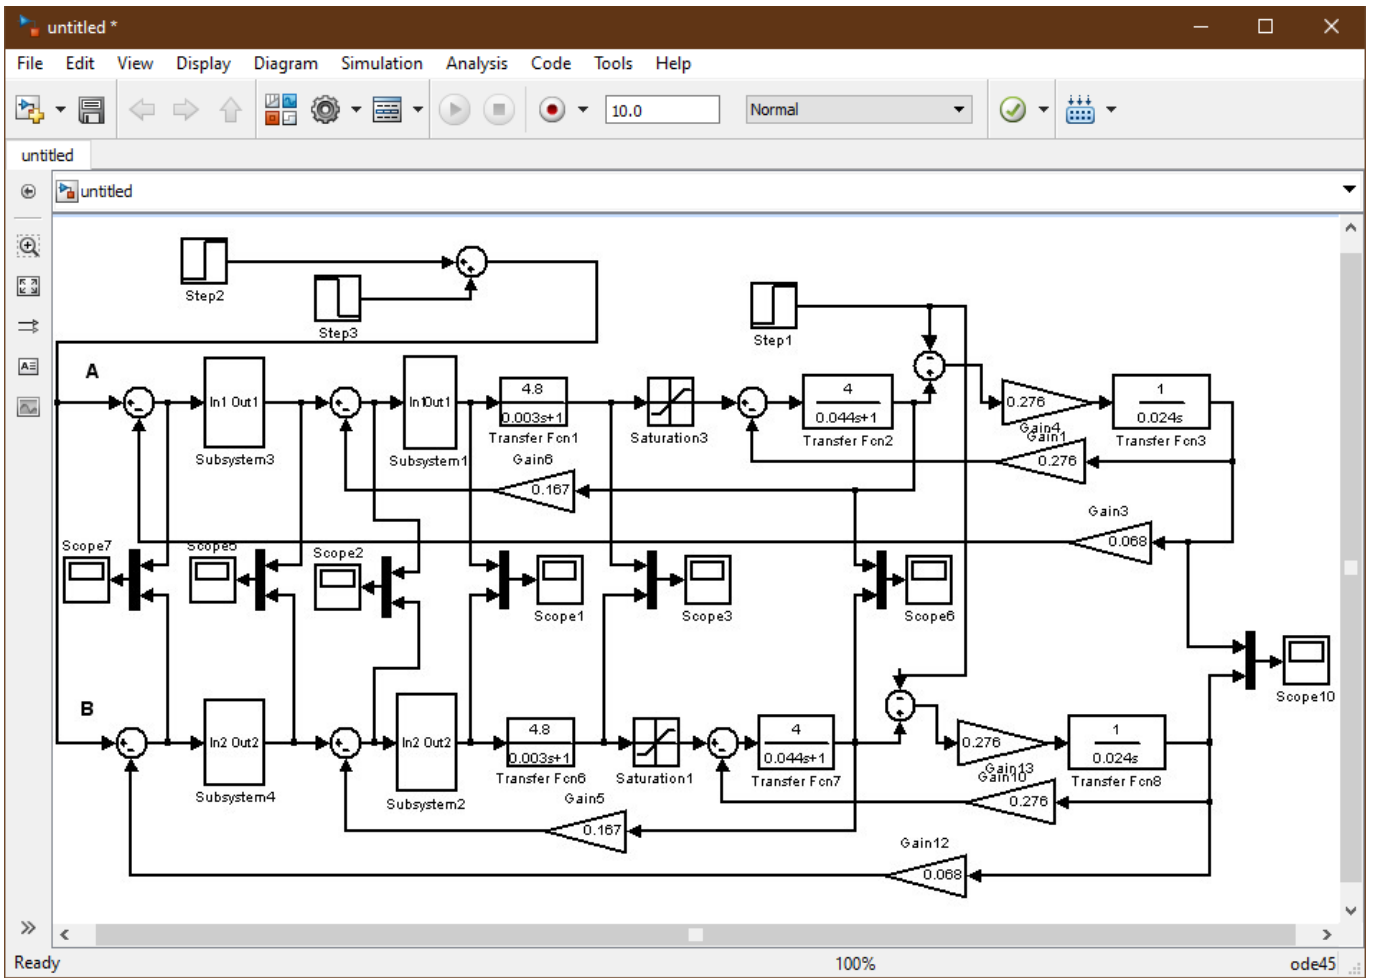 untitled *
File Edit View Display Diagram Simulation Analysis Code Tools Help
10.0 Normal
untitled
untitled
Step2
Step3
Step1
A
In1 Out1
Subsystem3
In1Out1
Subsystem1
4.8
0.003s+1
Transfer Fcn1
Saturation3
4
0.044s+1
Transfer Fcn2
0.276
Gain4
1
0.024s
Transfer Fcn3
Gain1
0.276
Gain6
0.167
Gain3
0.068
Scope7
Scope5
Scope2
Scope1
Scope3
Scope6
Scope10
B
In2 Out2
Subsystem4
In2 Out2
Subsystem2
4.8
0.003s+1
Transfer Fcn6
Saturation1
4
0.044s+1
Transfer Fcn7
0.276
Gain13
1
0.024s
Transfer Fcn8
Gain10
0.276
Gain5
0.167
Gain12
0.068
Ready 100% ode45